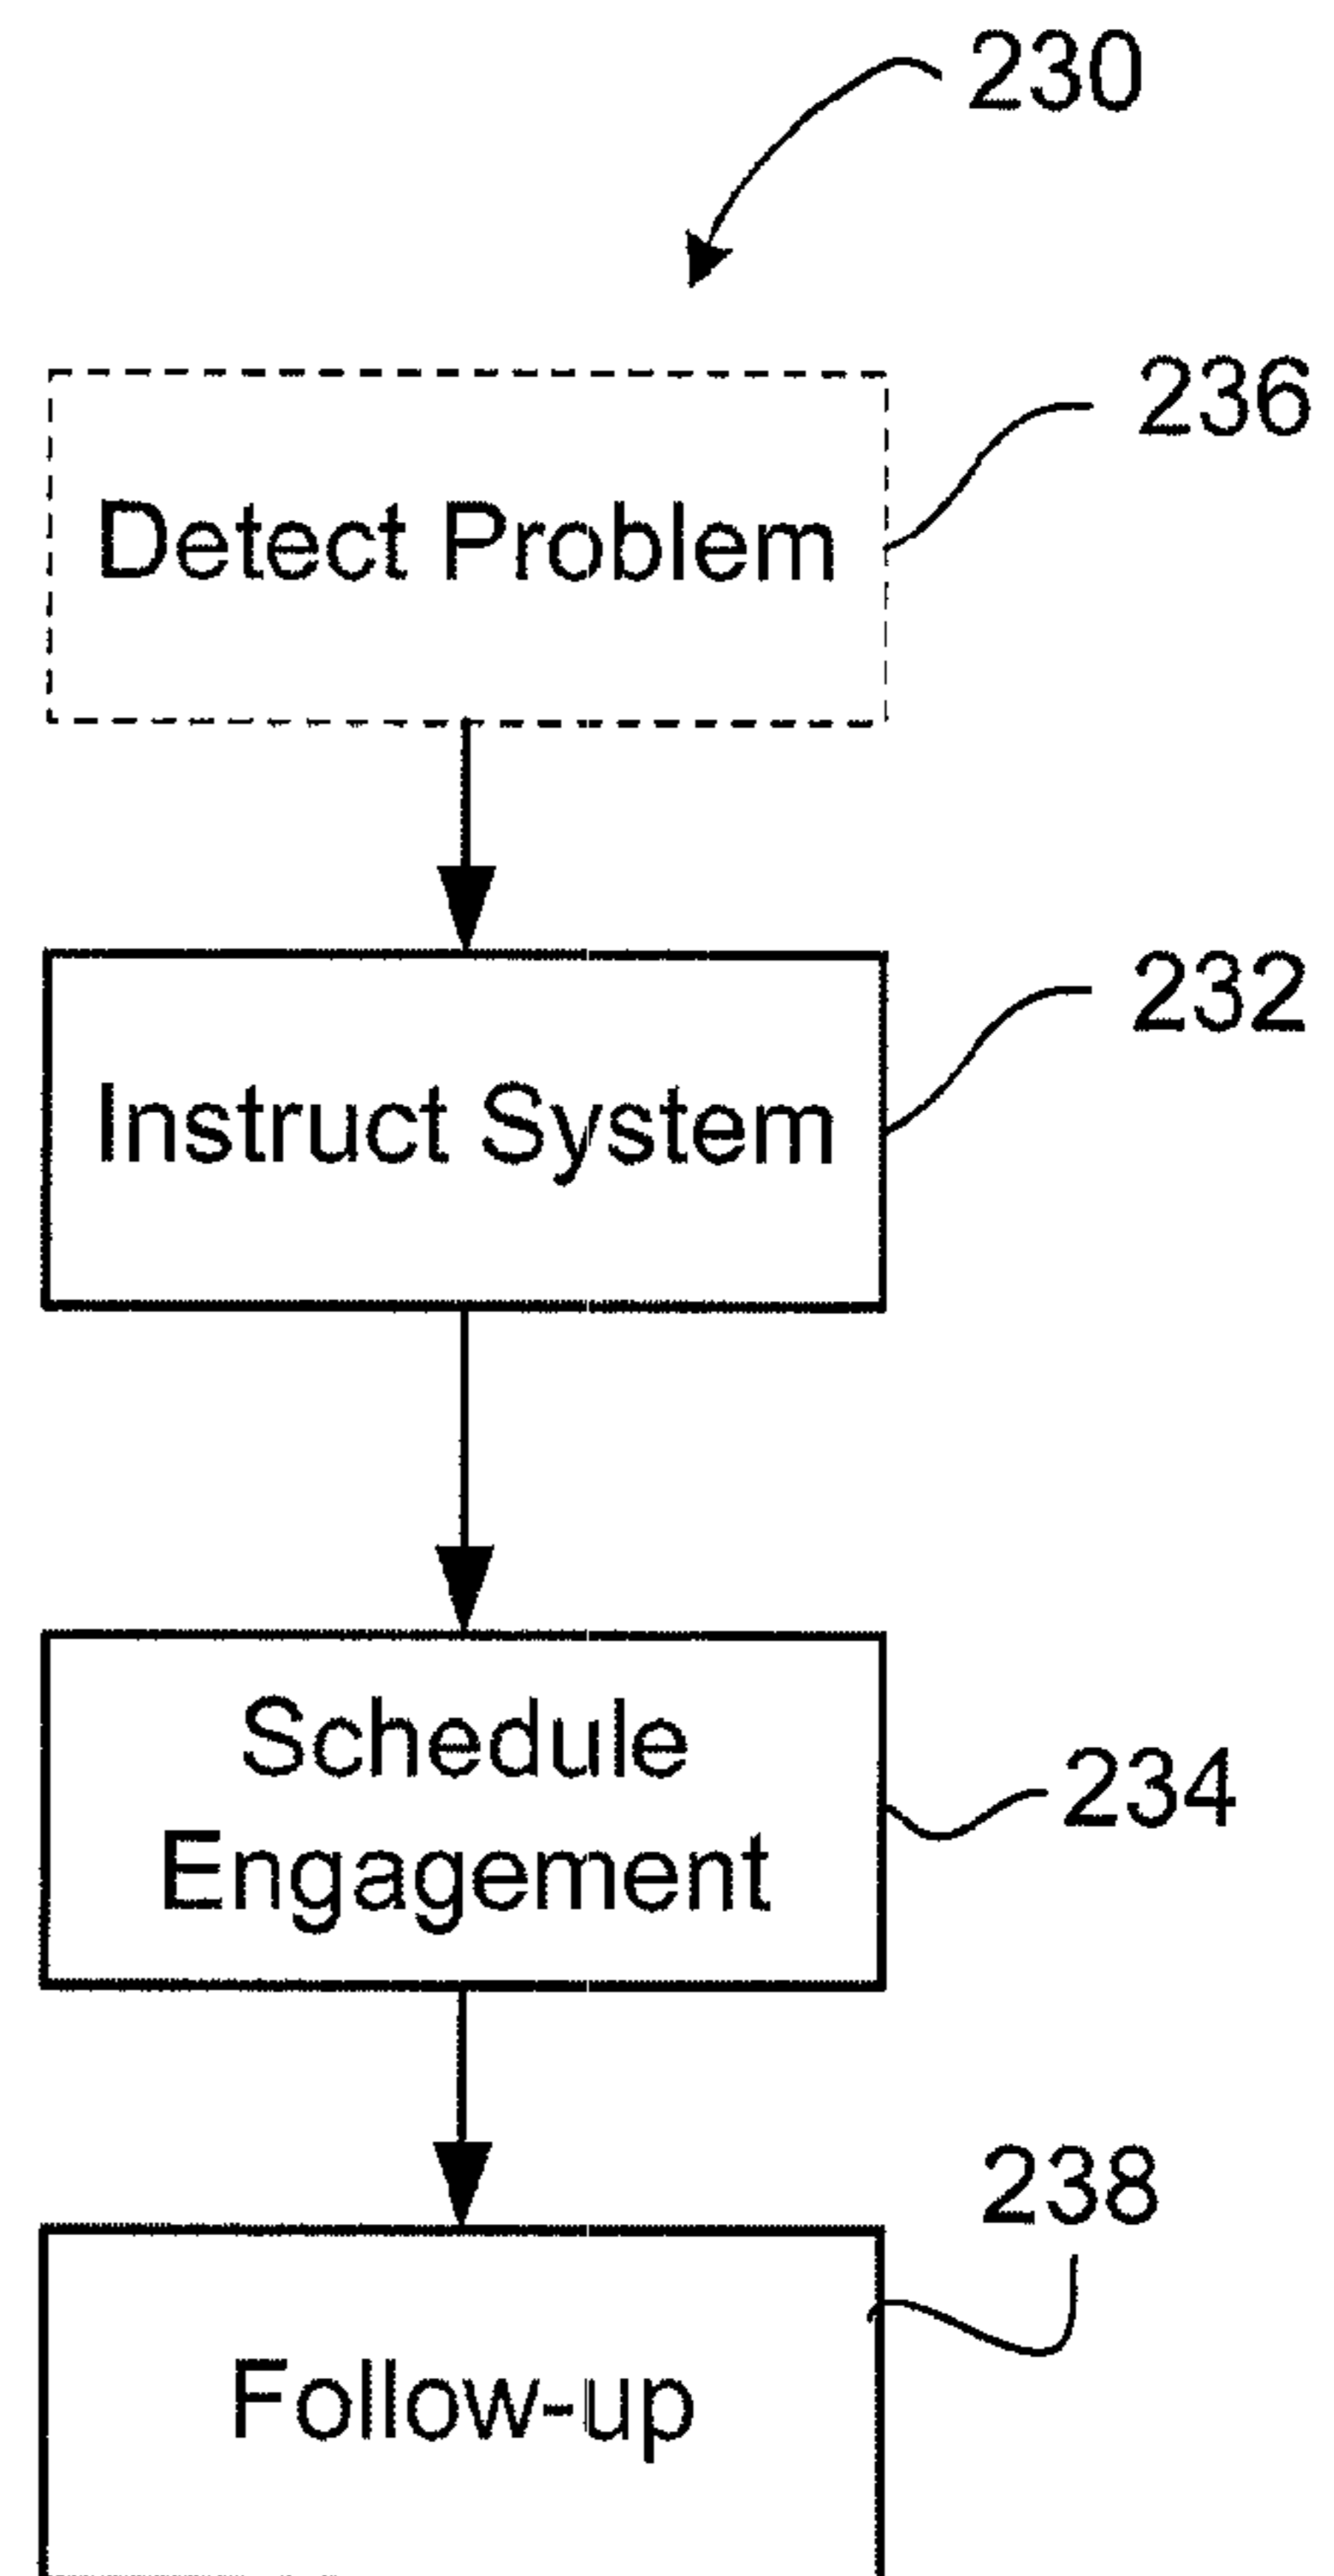 230
236
Detect Problem
232
Instruct System
Schedule
234
Engagement
238
Follow-up